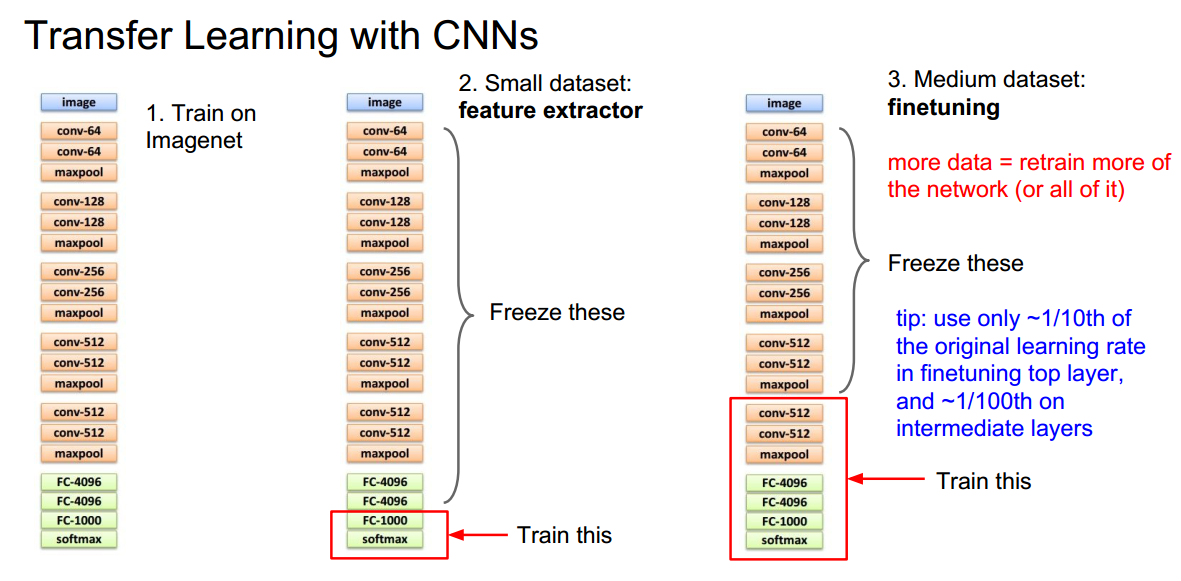 Transfer Learning with CNNs
image
conv-64
conv-64
maxpool
conv-128
conv-128
maxpool
conv-256
conv-256
maxpool
conv-512
conv-512
maxpool
conv-512
conv-512
maxpool
FC-4096
FC-4096
FC-1000
softmax
1. Train on
Imagenet
image
conv-64
conv-64
maxpool
conv-128
conv-128
maxpool
conv-256
conv-256
maxpool
conv-512
conv-512
maxpool
conv-512
conv-512
maxpool
FC-4096
FC-4096
FC-1000
softmax
2. Small dataset:
feature extractor
Freeze these
Train this
image
conv-64
conv-64
maxpool
conv-128
conv-128
maxpool
conv-256
conv-256
maxpool
conv-512
conv-512
maxpool
conv-512
conv-512
maxpool
FC-4096
FC-4096
FC-1000
softmax
3. Medium dataset:
finetuning
more data = retrain more of
the network (or all of it)
Freeze these
tip: use only ~1/10th of
the original learning rate
in finetuning top layer,
and ~1/100th on
intermediate layers
Train this